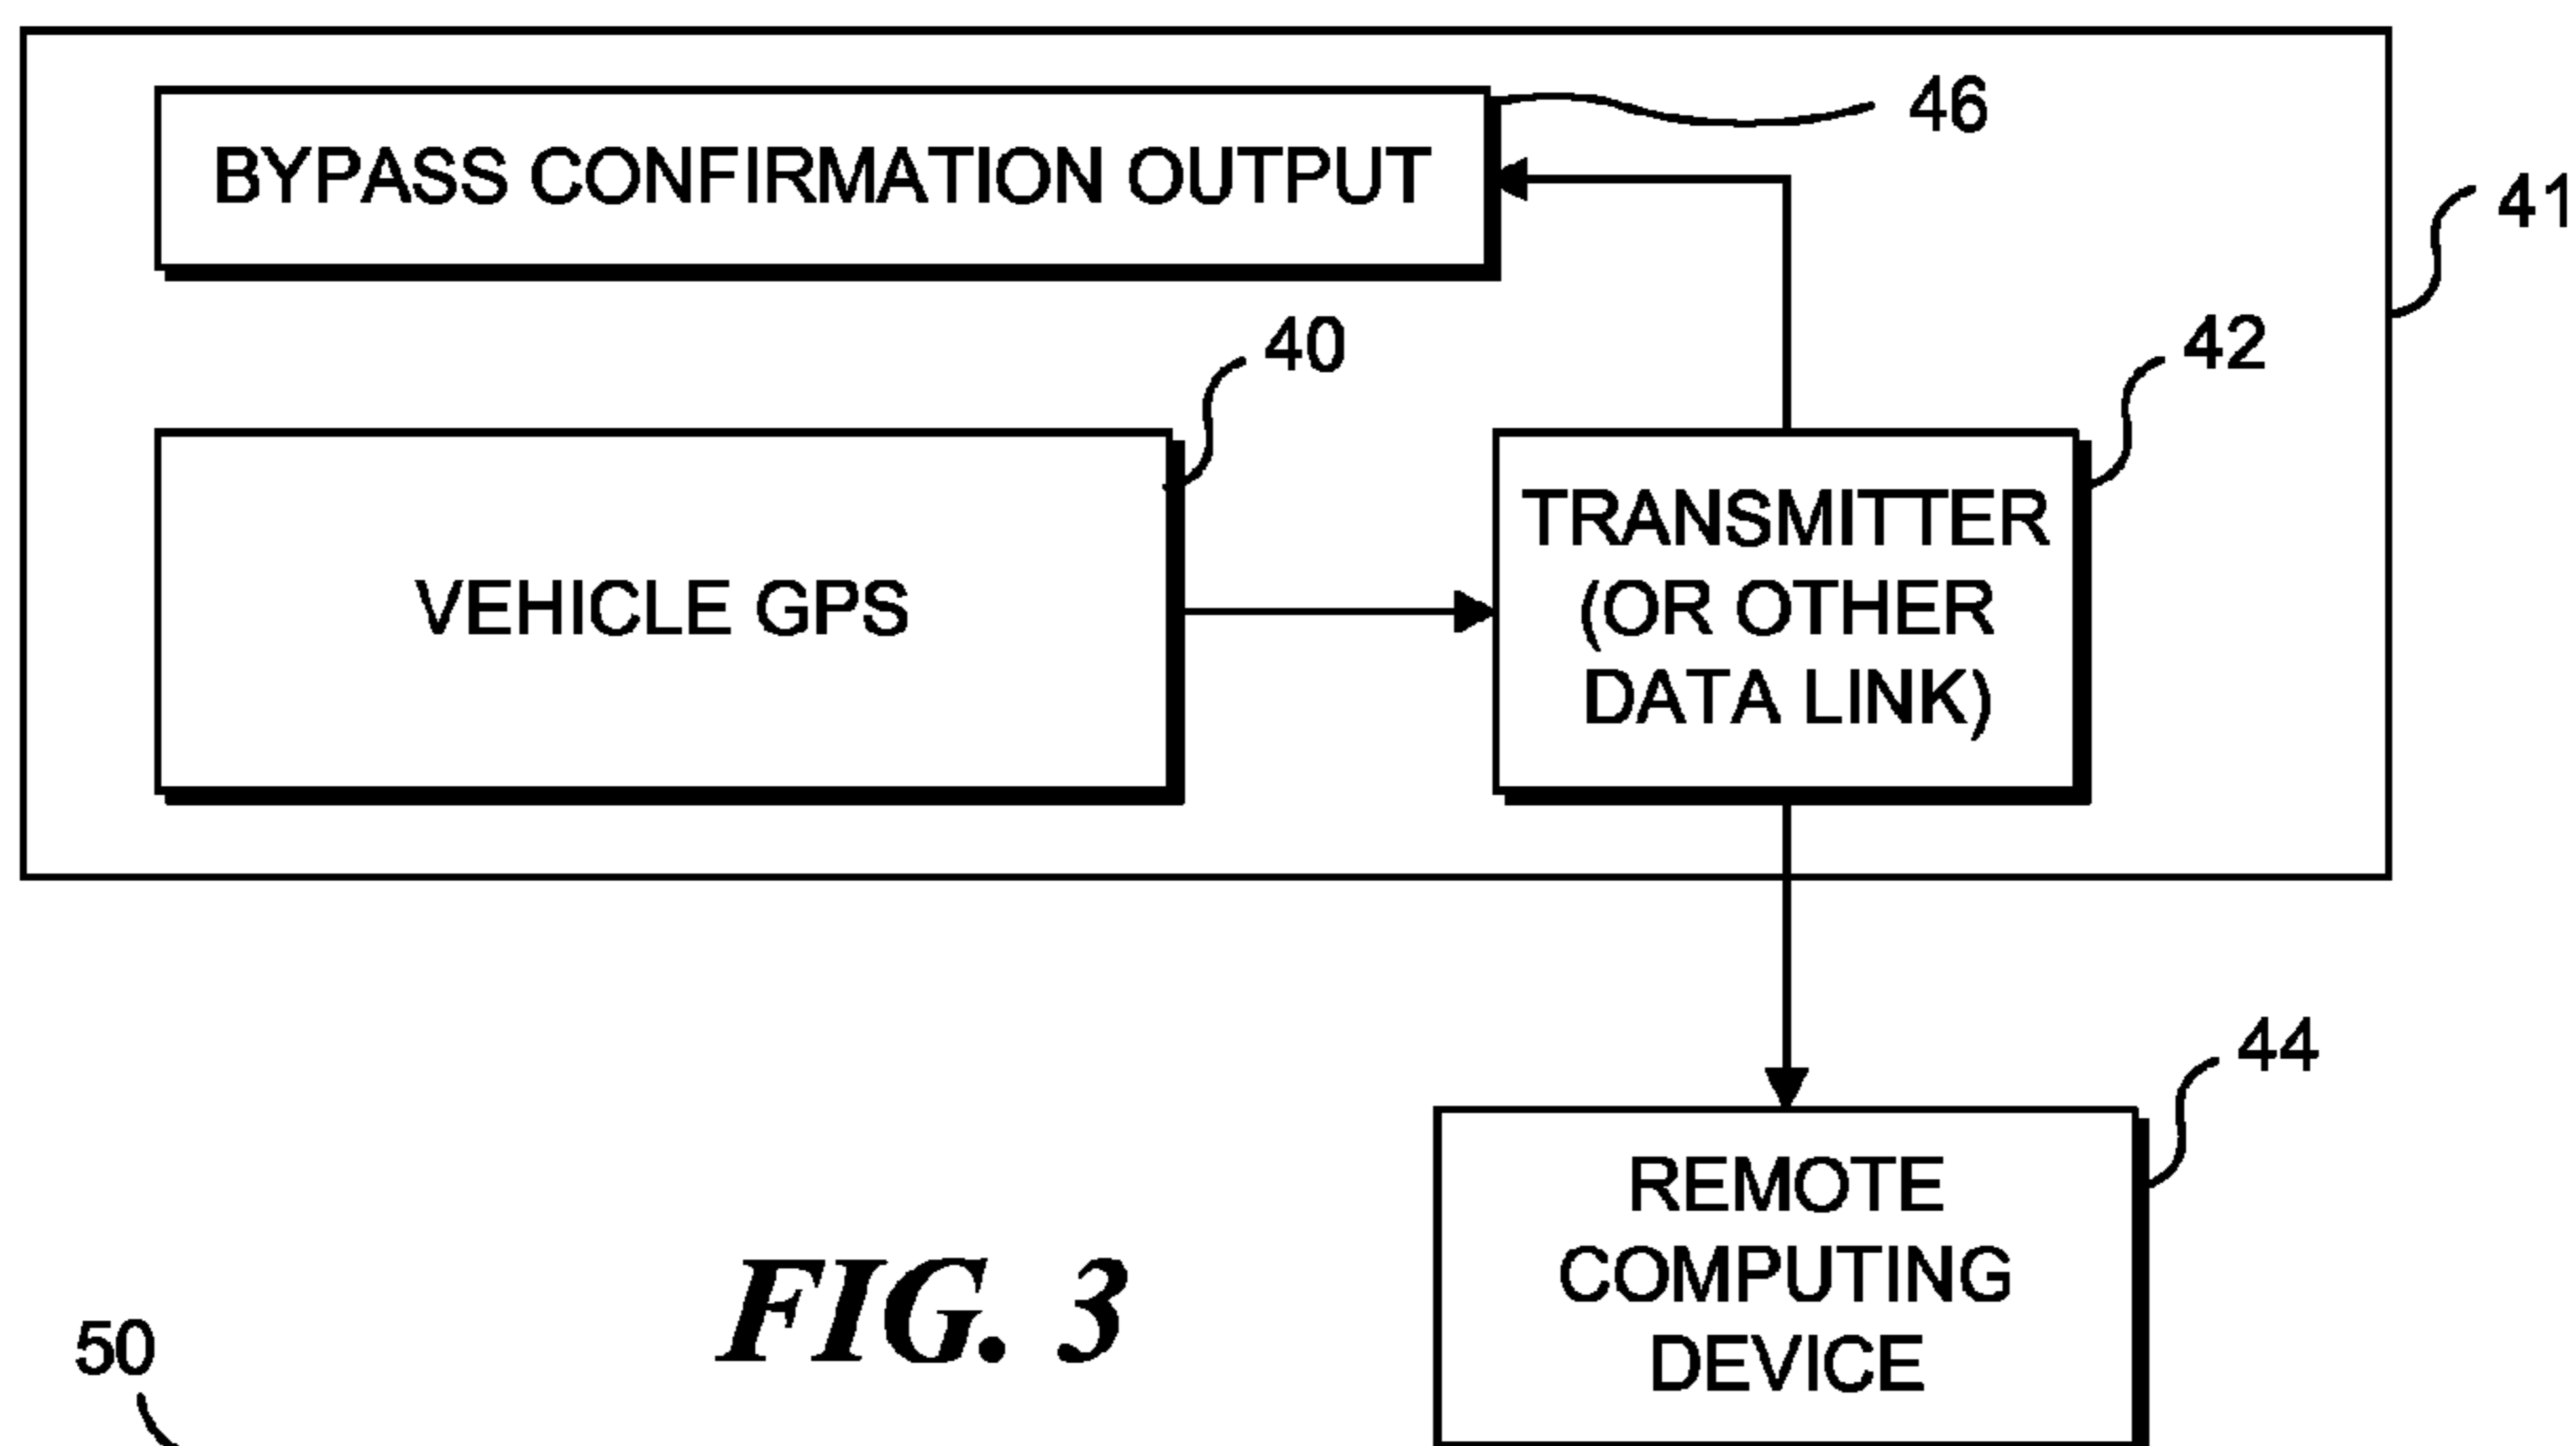 46
BYPASS CONFIRMATION OUTPUT
41
40
42
VEHICLE GPS
TRANSMITTER
(OR OTHER
DATA LINK)
44
REMOTE
COMPUTING
DEVICE
FIG. 3
50